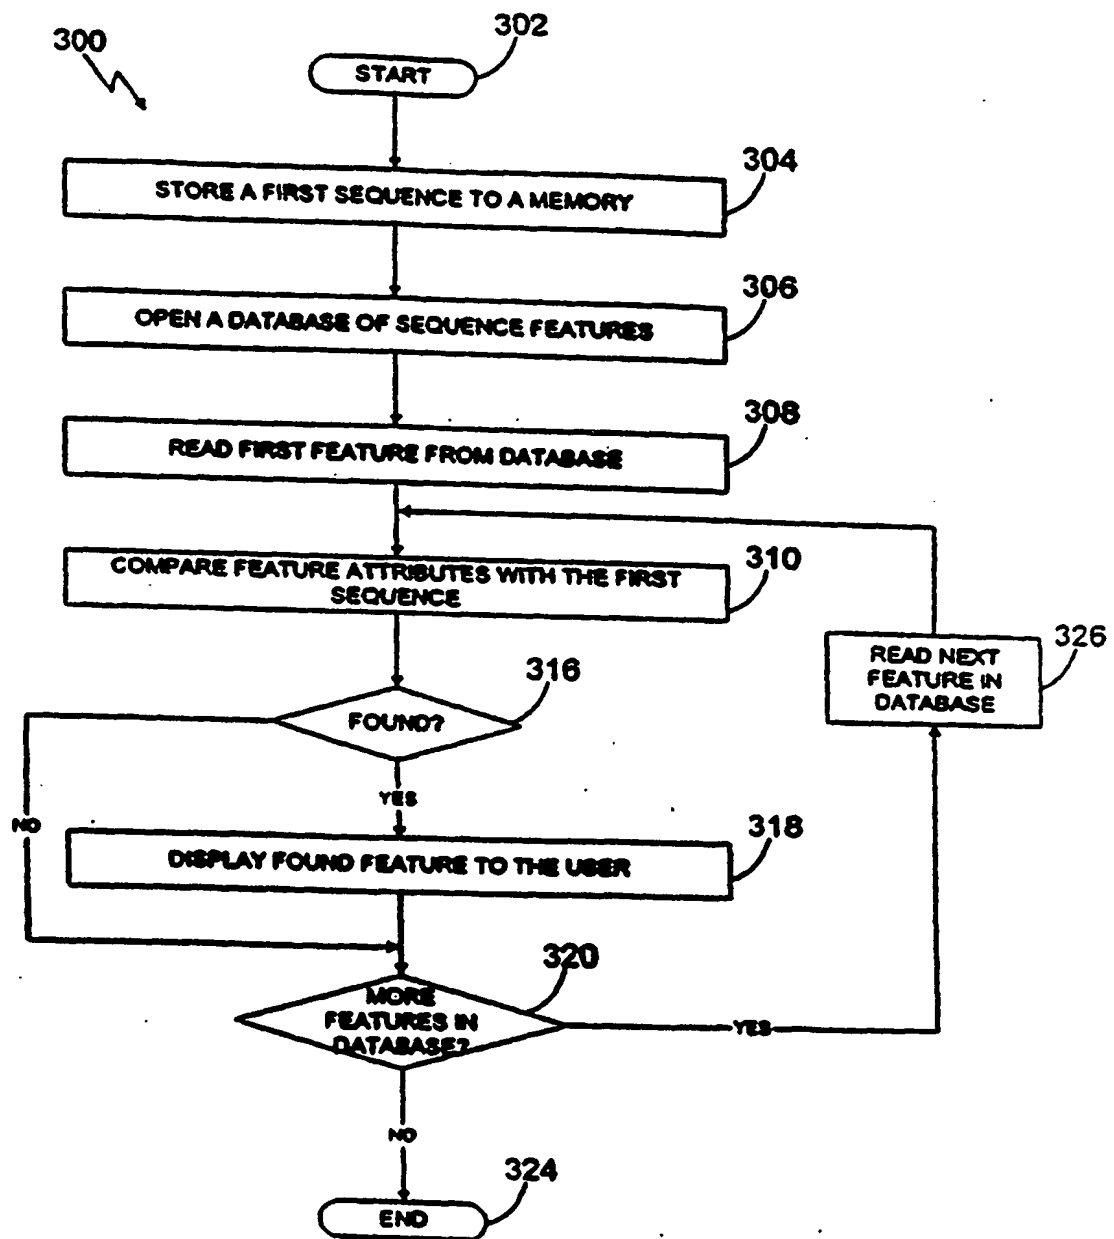 300
302
START
304
STORE A FIRST SEQUENCE TO A MEMORY
306
OPEN A DATABASE OF SEQUENCE FEATURES
308
READ FIRST FEATURE FROM DATABASE
310
COMPARE FEATURE ATTRIBUTES WITH THE FIRST
SEQUENCE
326
READ NEXT
FEATURE IN
DATABASE
316
FOUND?
YES
NO
318
DISPLAY FOUND FEATURE TO THE USER
320
MORE
FEATURES IN
DATABASE?
YES
NO
324
END